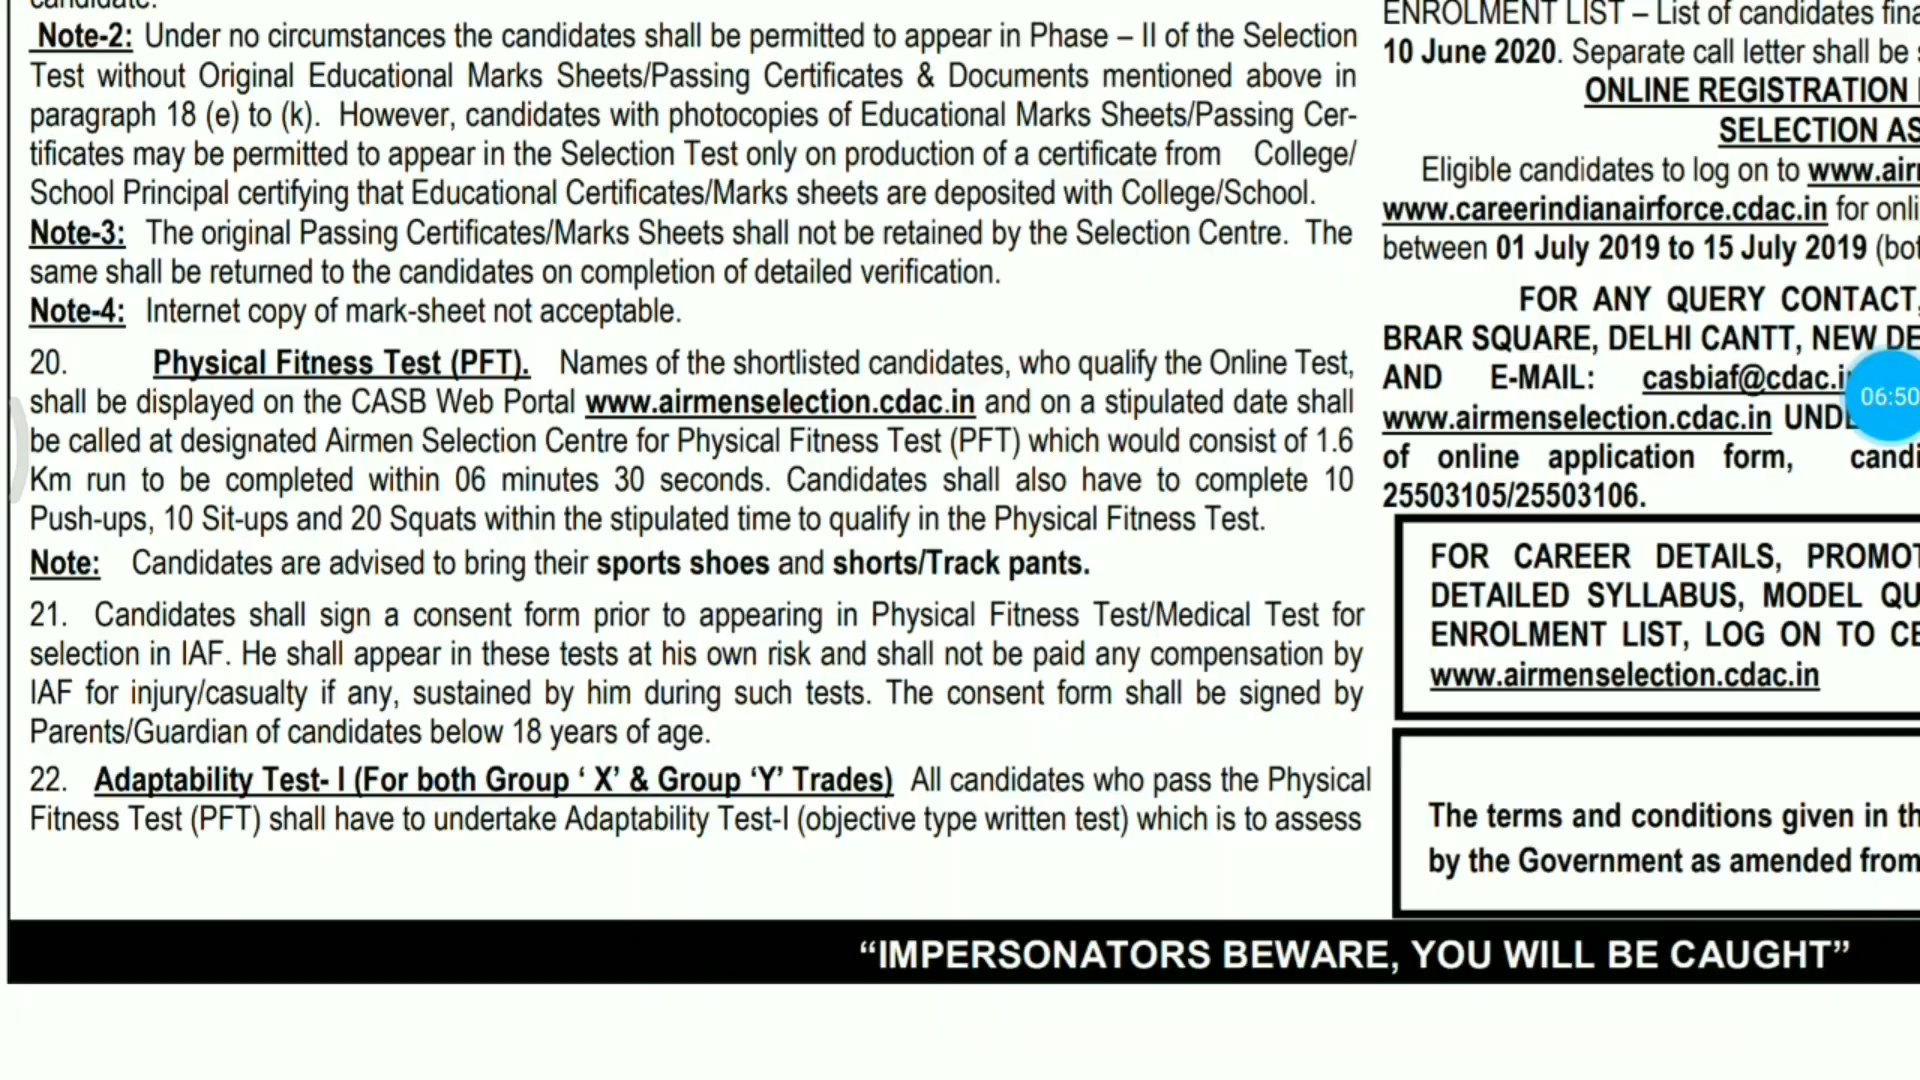 candidate.
Note-2: Under no circumstances the candidates shall be permitted to appear in Phase – II of the Selection
Test without Original Educational Marks Sheets/Passing Certificates & Documents mentioned above in
paragraph 18 (e) to (k). However, candidates with photocopies of Educational Marks Sheets/Passing Cer-
tificates may be permitted to appear in the Selection Test only on production of a certificate from College/
School Principal certifying that Educational Certificates/Marks sheets are deposited with College/School.
Note-3: The original Passing Certificates/Marks Sheets shall not be retained by the Selection Centre. The
same shall be returned to the candidates on completion of detailed verification.
Note-4: Internet copy of mark-sheet not acceptable.
20. Physical Fitness Test (PFT). Names of the shortlisted candidates, who qualify the Online Test,
shall be displayed on the CASB Web Portal www.airmenselection.cdac.in and on a stipulated date shall
be called at designated Airmen Selection Centre for Physical Fitness Test (PFT) which would consist of 1.6
Km run to be completed within 06 minutes 30 seconds. Candidates shall also have to complete 10
Push-ups, 10 Sit-ups and 20 Squats within the stipulated time to qualify in the Physical Fitness Test.
Note: Candidates are advised to bring their sports shoes and shorts/Track pants.
21. Candidates shall sign a consent form prior to appearing in Physical Fitness Test/Medical Test for
selection in IAF. He shall appear in these tests at his own risk and shall not be paid any compensation by
IAF for injury/casualty if any, sustained by him during such tests. The consent form shall be signed by
Parents/Guardian of candidates below 18 years of age.
22. Adaptability Test- I (For both Group ‘ X’ & Group ‘Y’ Trades) All candidates who pass the Physical
Fitness Test (PFT) shall have to undertake Adaptability Test-I (objective type written test) which is to assess
ENROLMENT LIST – List of candidates fina
10 June 2020. Separate call letter shall be
ONLINE REGISTRATION
SELECTION AS
Eligible candidates to log on to www.airm
www.careerindianairforce.cdac.in for onli
between 01 July 2019 to 15 July 2019 (bot
FOR ANY QUERY CONTACT,
BRAR SQUARE, DELHI CANTT, NEW DE
AND E-MAIL: casbiaf@cdac.i
06:50
www.airmenselection.cdac.in UNDE
of online application form, candi
25503105/25503106.
FOR CAREER DETAILS, PROMOT
DETAILED SYLLABUS, MODEL QU
ENROLMENT LIST, LOG ON TO CE
www.airmenselection.cdac.in
The terms and conditions given in th
by the Government as amended from
“IMPERSONATORS BEWARE, YOU WILL BE CAUGHT”